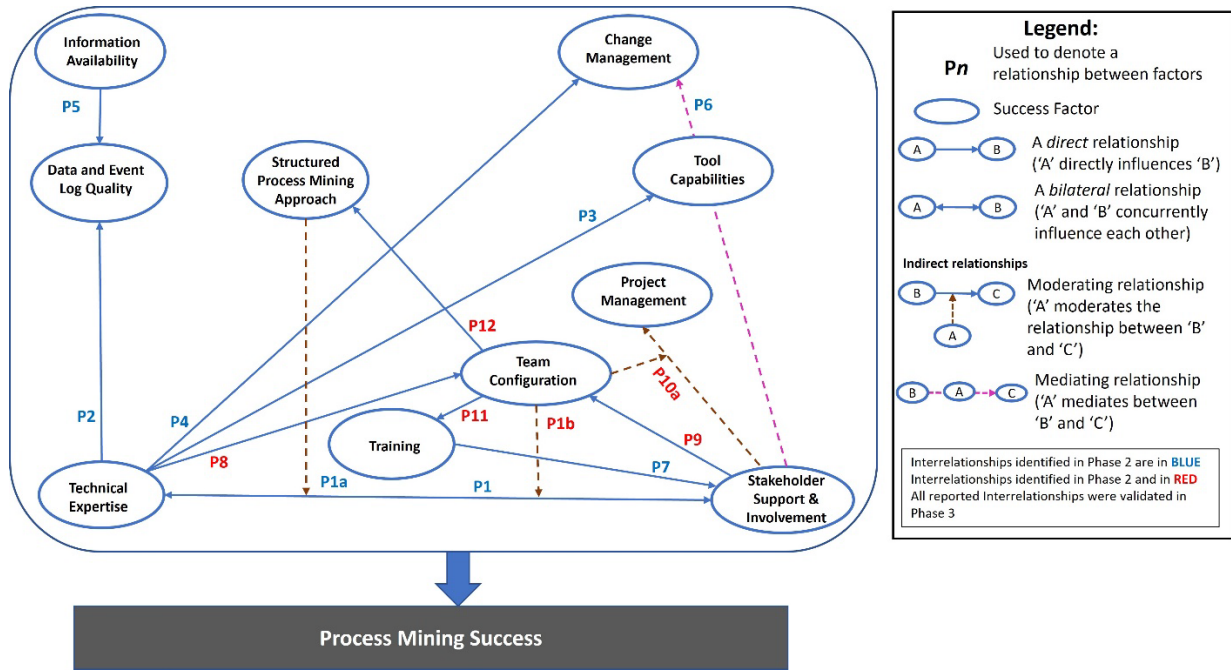 Information
Availability
P5
Data and Event
Log Quality
Structured
Process Mining
Approach
Change
Management
P6
Tool
Capabilities
P3
Project
Management
P12
Team
Configuration
P10a
P2
P4
P11
P1b
P9
P8
Training
P7
Technical
Expertise
P1a
P1
Stakeholder
Support &
Involvement
Process Mining Success
Legend:
Pn
Used to denote a
relationship between factors
Success Factor
A
B
A direct relationship
('A' directly influences 'B')
A
B
A bilateral relationship
('A' and 'B' concurrently
influence each other)
Indirect relationships
B
C
A
Moderating relationship
('A' moderates the
relationship between 'B'
and 'C')
B
A
C
Mediating relationship
('A' mediates between
'B' and 'C')
Interrelationships identified in Phase 2 are in BLUE
Interrelationships identified in Phase 2 and in RED
All reported Interrelationships were validated in
Phase 3